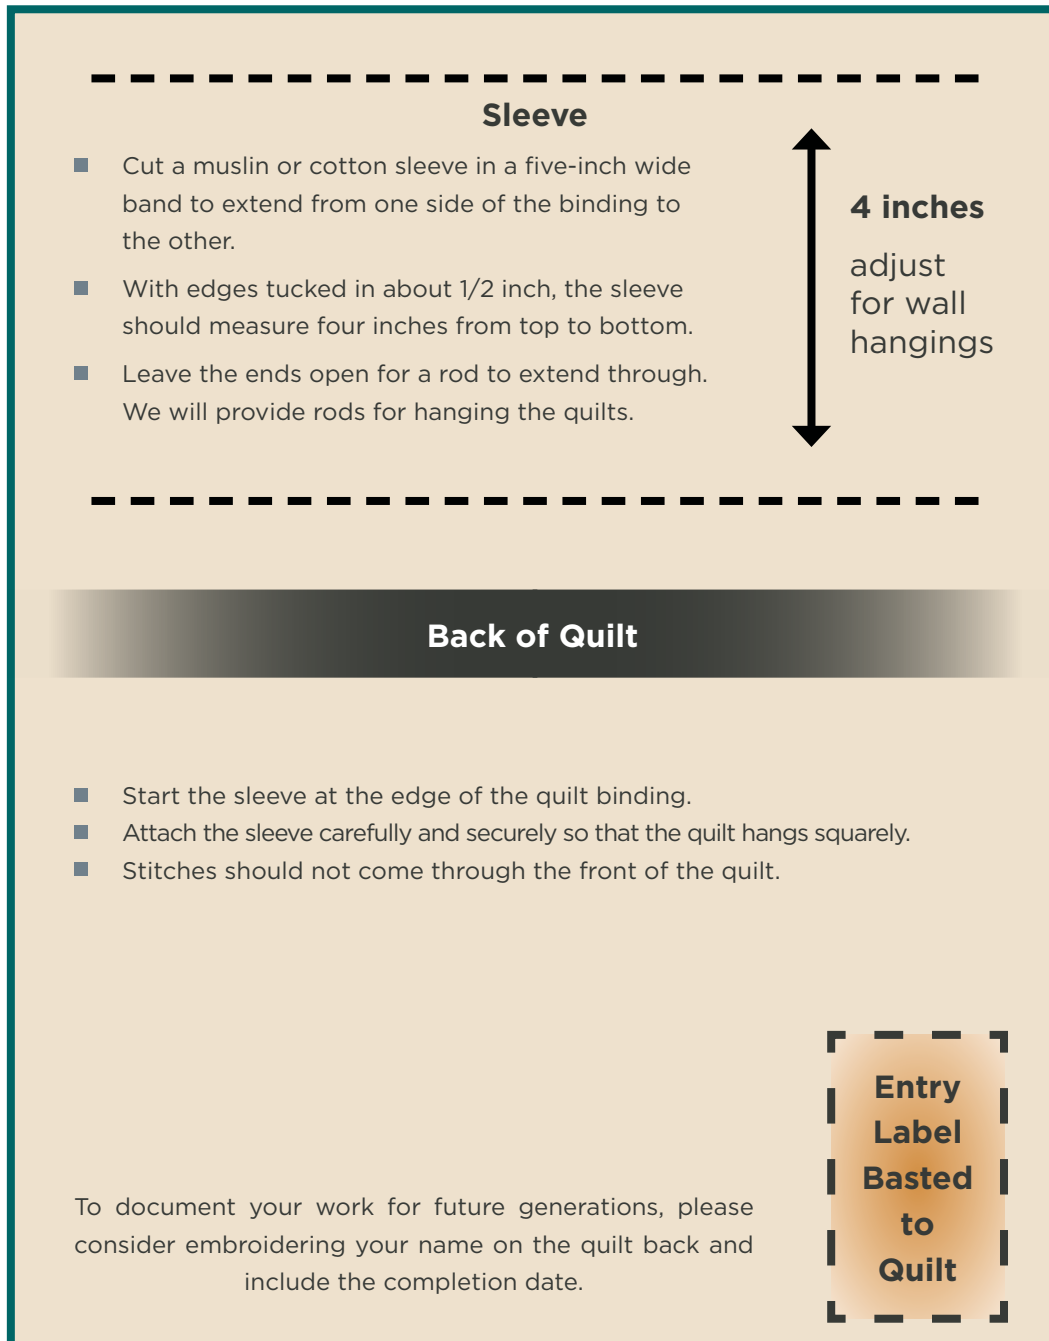 Sleeve
Cut a muslin or cotton sleeve in a five-inch wide
band to extend from one side of the binding to
the other.
With edges tucked in about 1/2 inch, the sleeve
should measure four inches from top to bottom.
Leave the ends open for a rod to extend through.
We will provide rods for hanging the quilts.
4 inches
adjust
for wall
hangings
Back of Quilt
Start the sleeve at the edge of the quilt binding.
Attach the sleeve carefully and securely so that the quilt hangs squarely.
Stitches should not come through the front of the quilt.
To document your work for future generations, please
consider embroidering your name on the quilt back and
include the completion date.
Entry
Label
Basted
to
Quilt